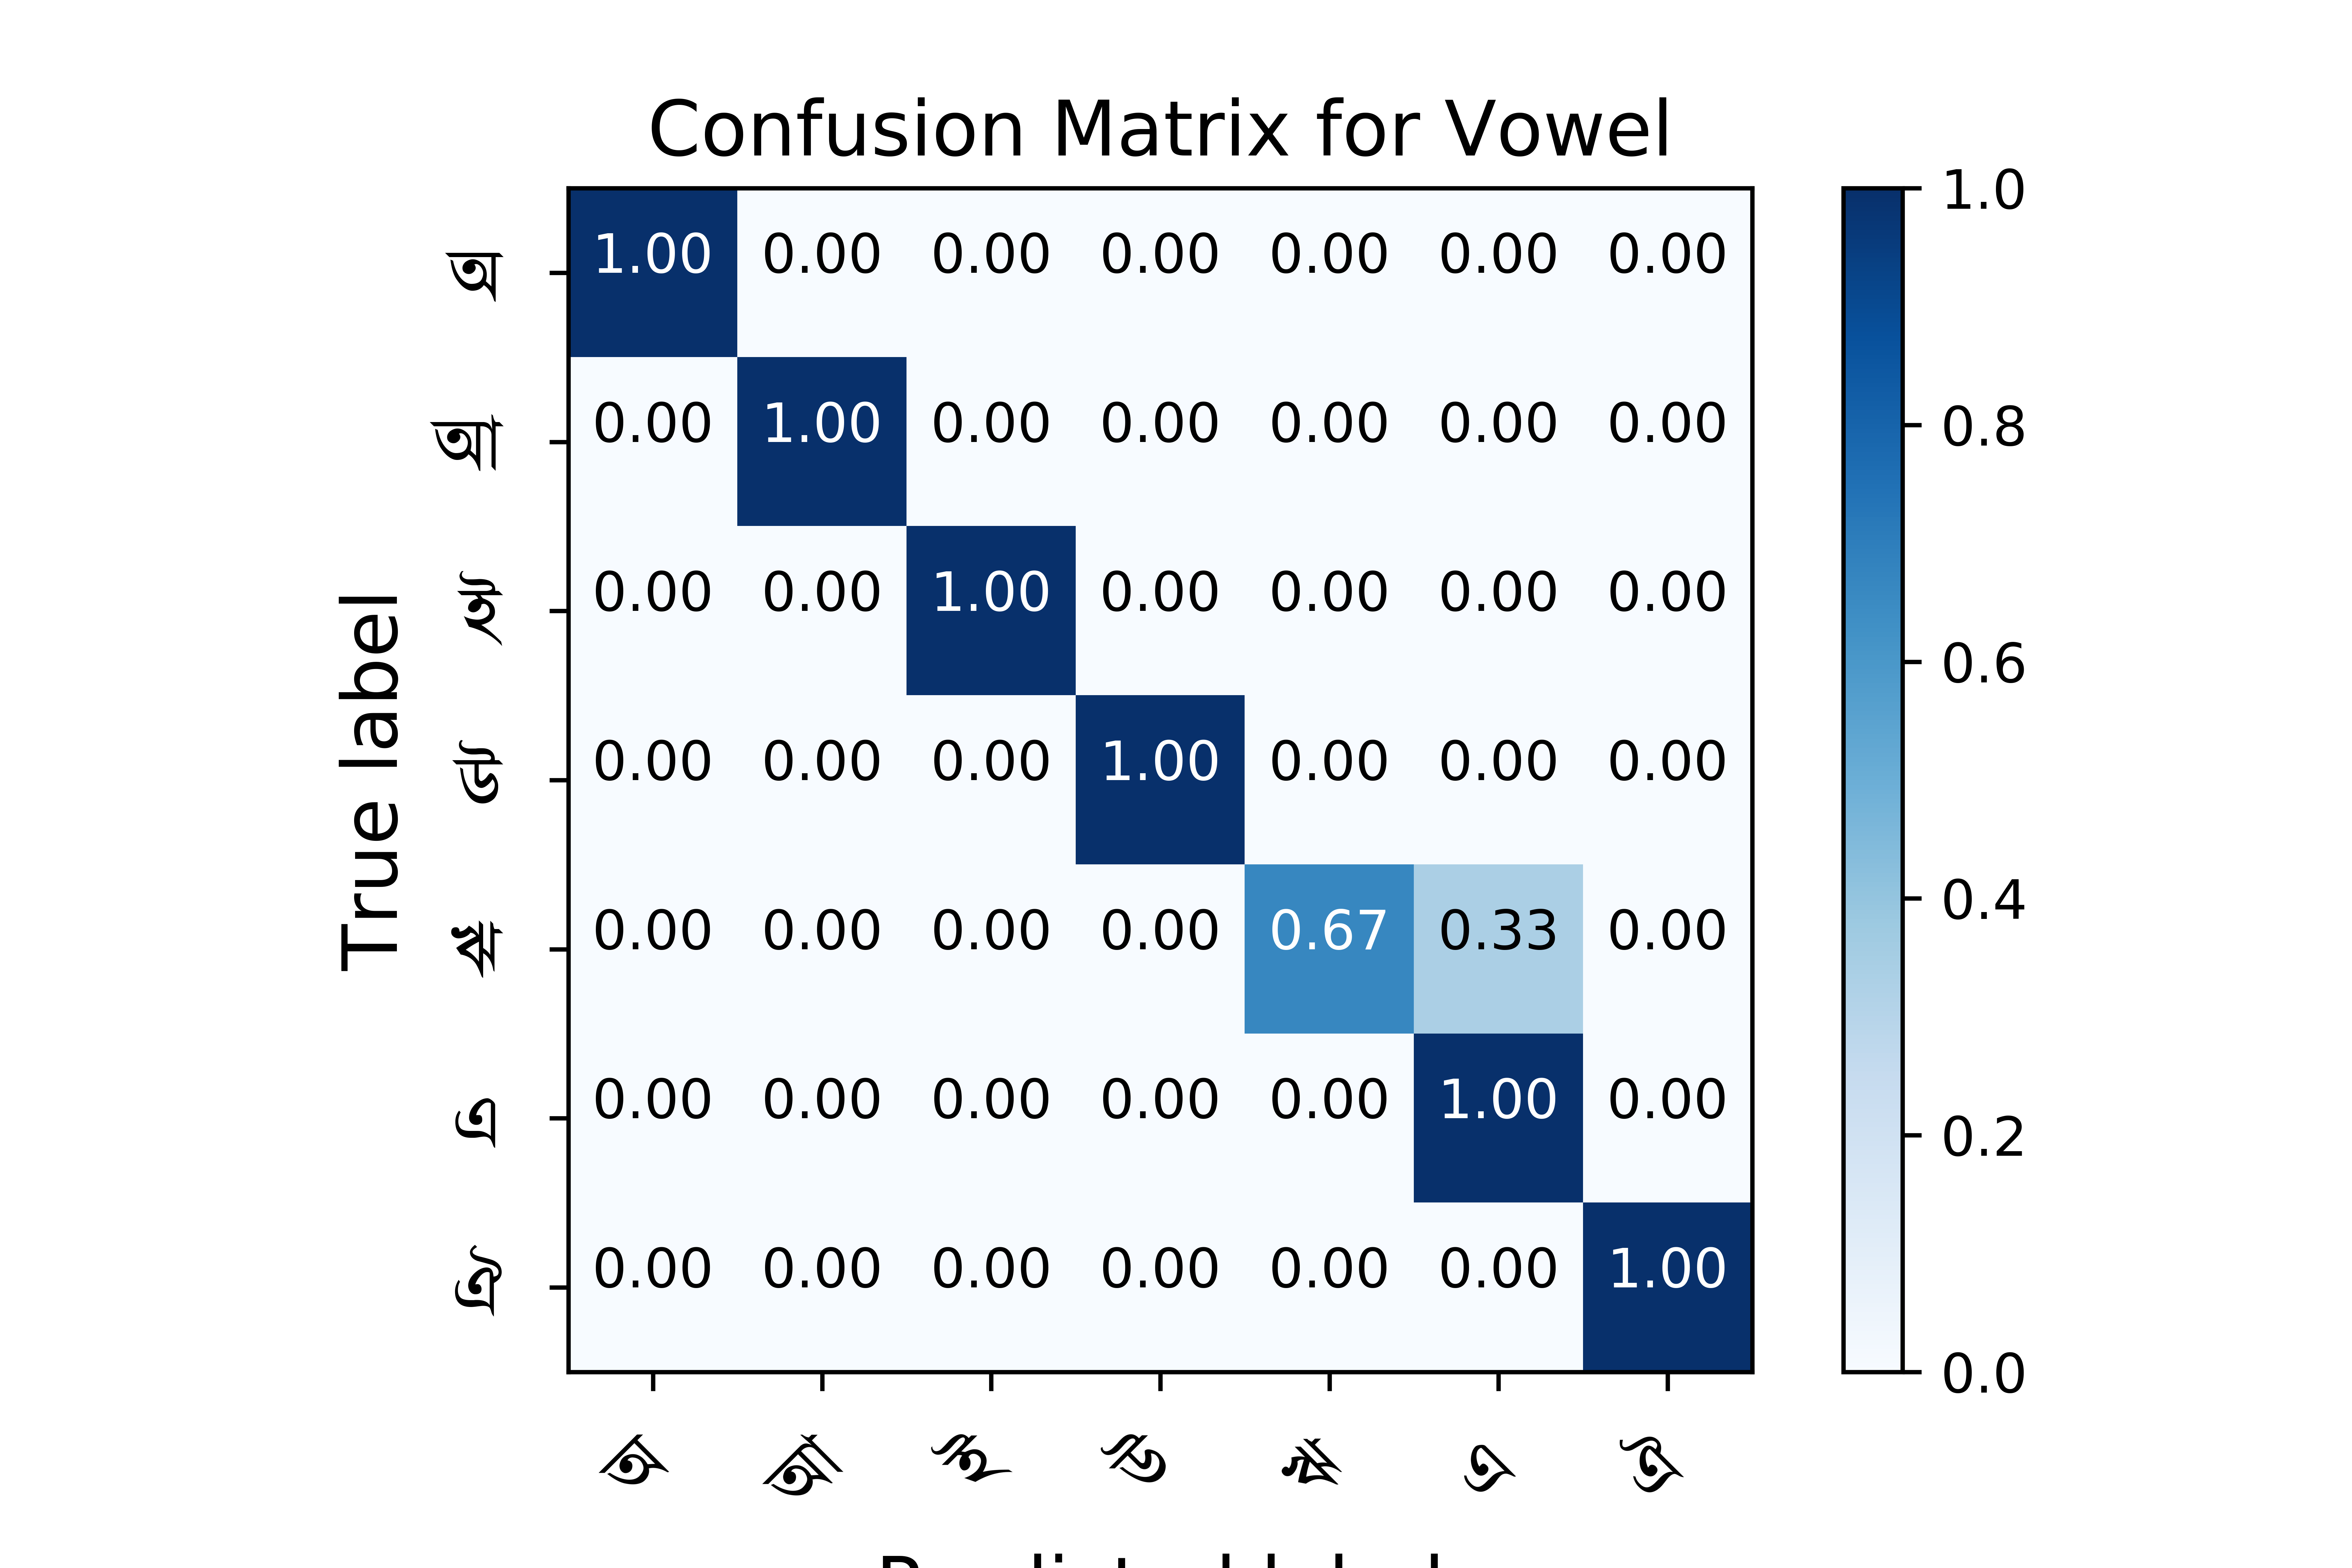 Confusion Matrix for Vowel
True label
অ 1.00 0.00 0.00 0.00 0.00 0.00 0.00
আ 0.00 1.00 0.00 0.00 0.00 0.00 0.00
ই 0.00 0.00 1.00 0.00 0.00 0.00 0.00
উ 0.00 0.00 0.00 1.00 0.00 0.00 0.00
ঋ 0.00 0.00 0.00 0.00 0.67 0.33 0.00
এ 0.00 0.00 0.00 0.00 0.00 1.00 0.00
ঐ 0.00 0.00 0.00 0.00 0.00 0.00 1.00
অ আ ই উ ঋ এ ঐ
Predicted label
1.0
0.8
0.6
0.4
0.2
0.0